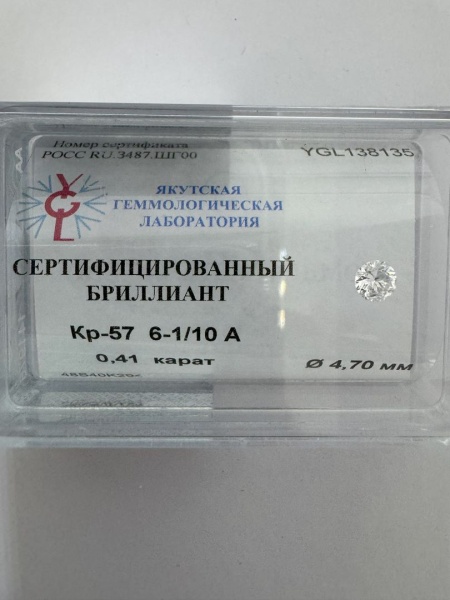 Номер сертификата
РОСС RU.3487.ШГ00
YGL138135
YGL
ЯКУТСКАЯ
ГЕММОЛОГИЧЕСКАЯ
ЛАБОРАТОРИЯ
СЕРТИФИЦИРОВАННЫЙ
БРИЛЛИАНТ
Кр-57 6-1/10 А
0,41 карат
Ø 4,70 мм